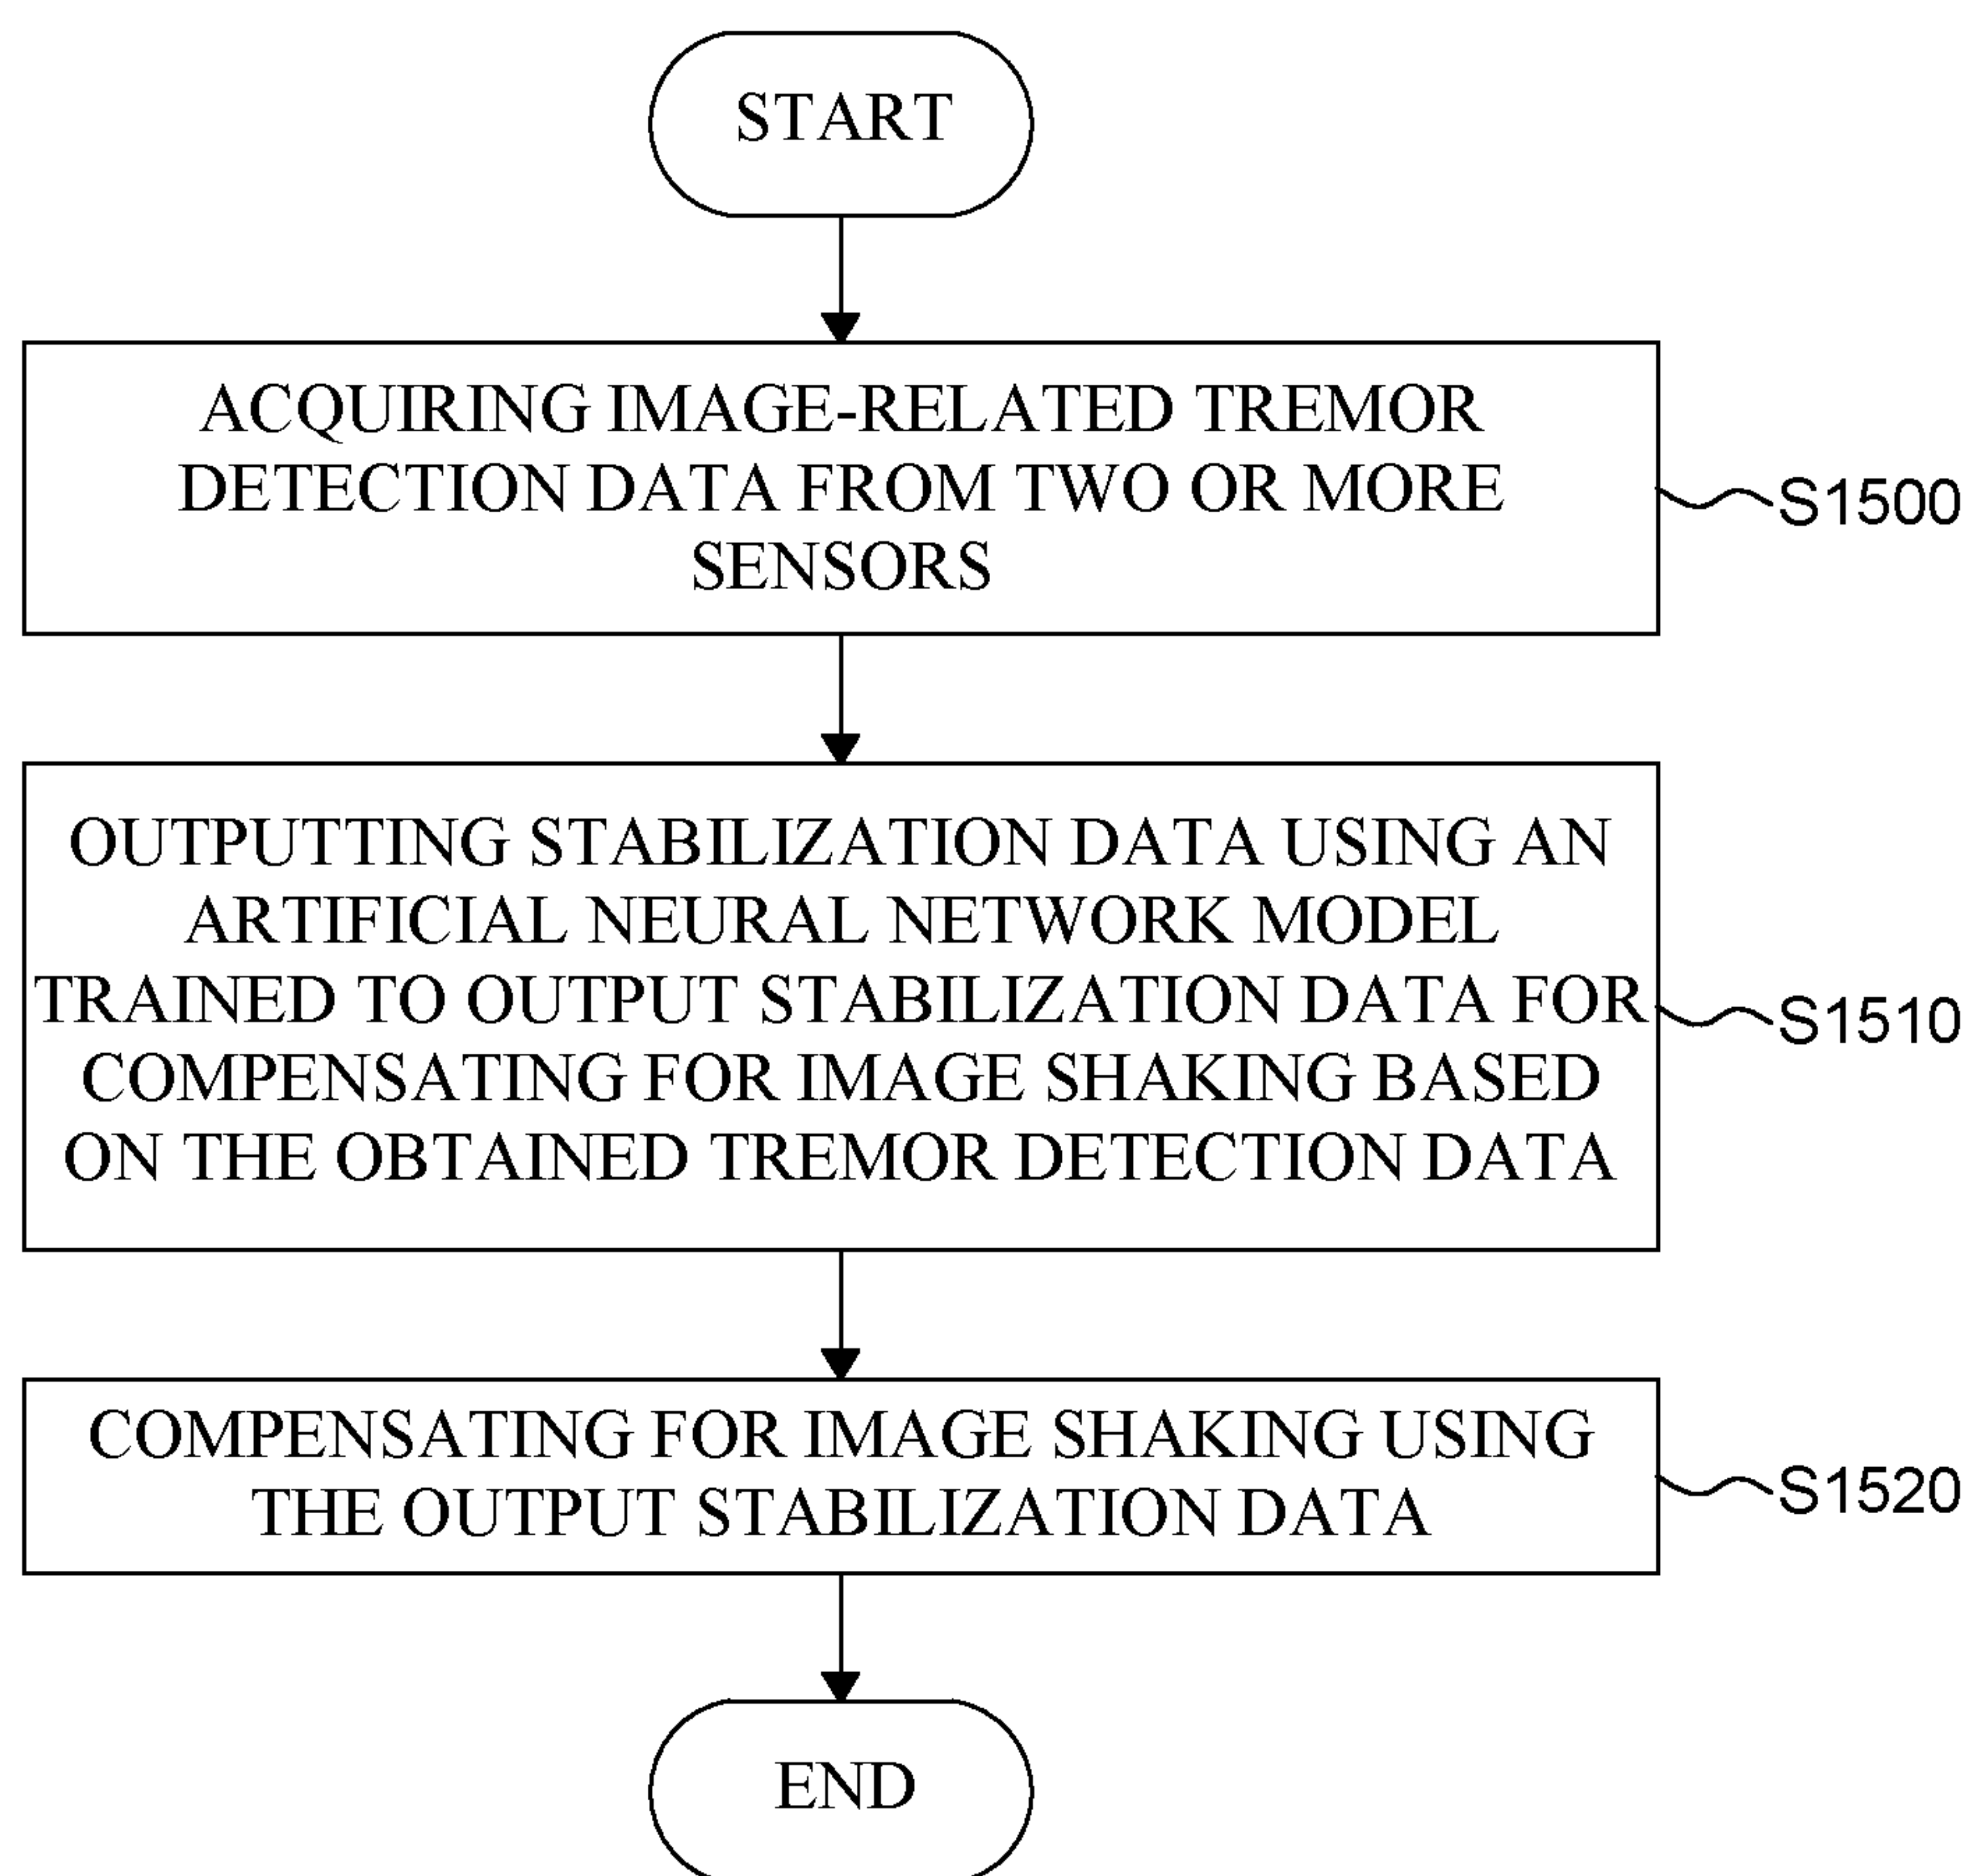 START
ACQUIRING IMAGE-RELATED TREMOR
DETECTION DATA FROM TWO OR MORE
SENSORS
S1500
OUTPUTTING STABILIZATION DATA USING AN
ARTIFICIAL NEURAL NETWORK MODEL
TRAINED TO OUTPUT STABILIZATION DATA FOR
COMPENSATING FOR IMAGE SHAKING BASED
ON THE OBTAINED TREMOR DETECTION DATA
S1510
COMPENSATING FOR IMAGE SHAKING USING
THE OUTPUT STABILIZATION DATA
S1520
END